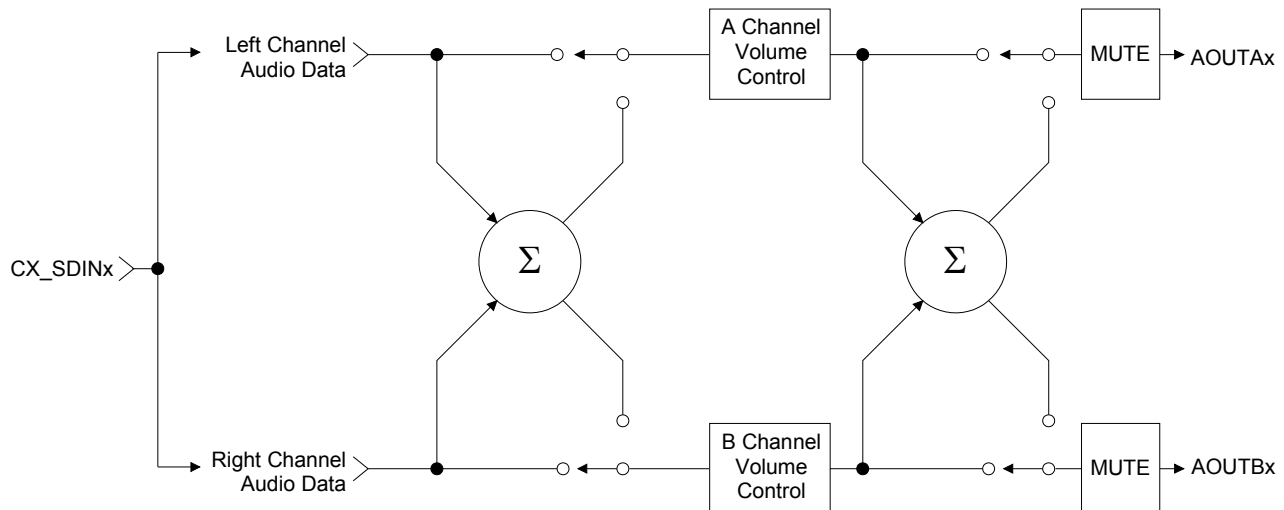 Left Channel
Audio Data
A Channel
Volume
Control
MUTE
AOUTAx
Σ
Σ
CX_SDINx
Right Channel
Audio Data
B Channel
Volume
Control
MUTE
AOUTBx